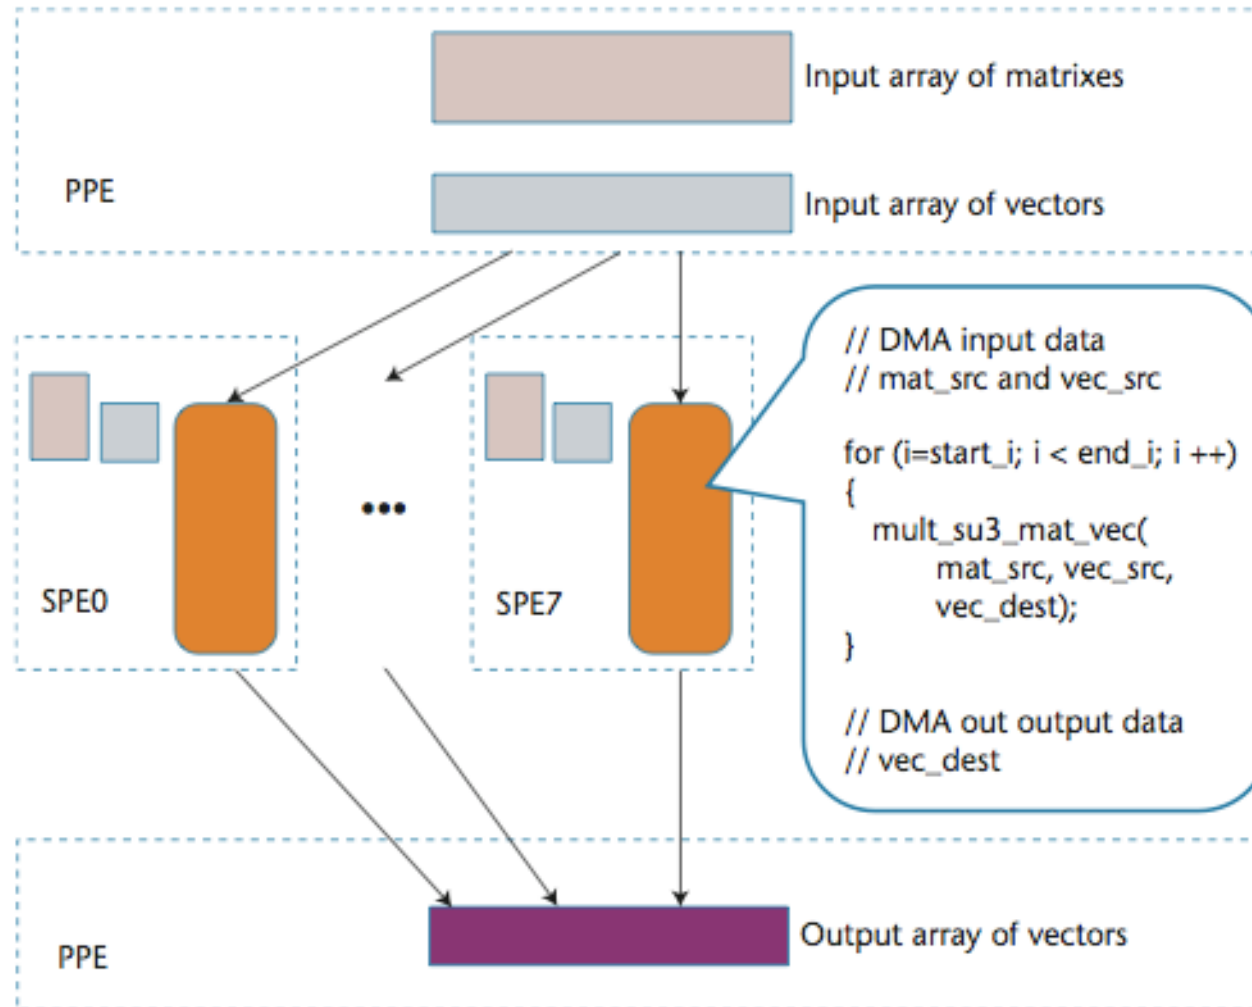 Input array of matrixes
PPE
Input array of vectors
// DMA input data
// mat_src and vec_src
for (i=start_i; i < end_i; i ++)
{
mult_su3_mat_vec(
mat_src, vec_src,
vec_dest);
}
// DMA out output data
// vec_dest
SPE0
•••
SPE7
Output array of vectors
PPE